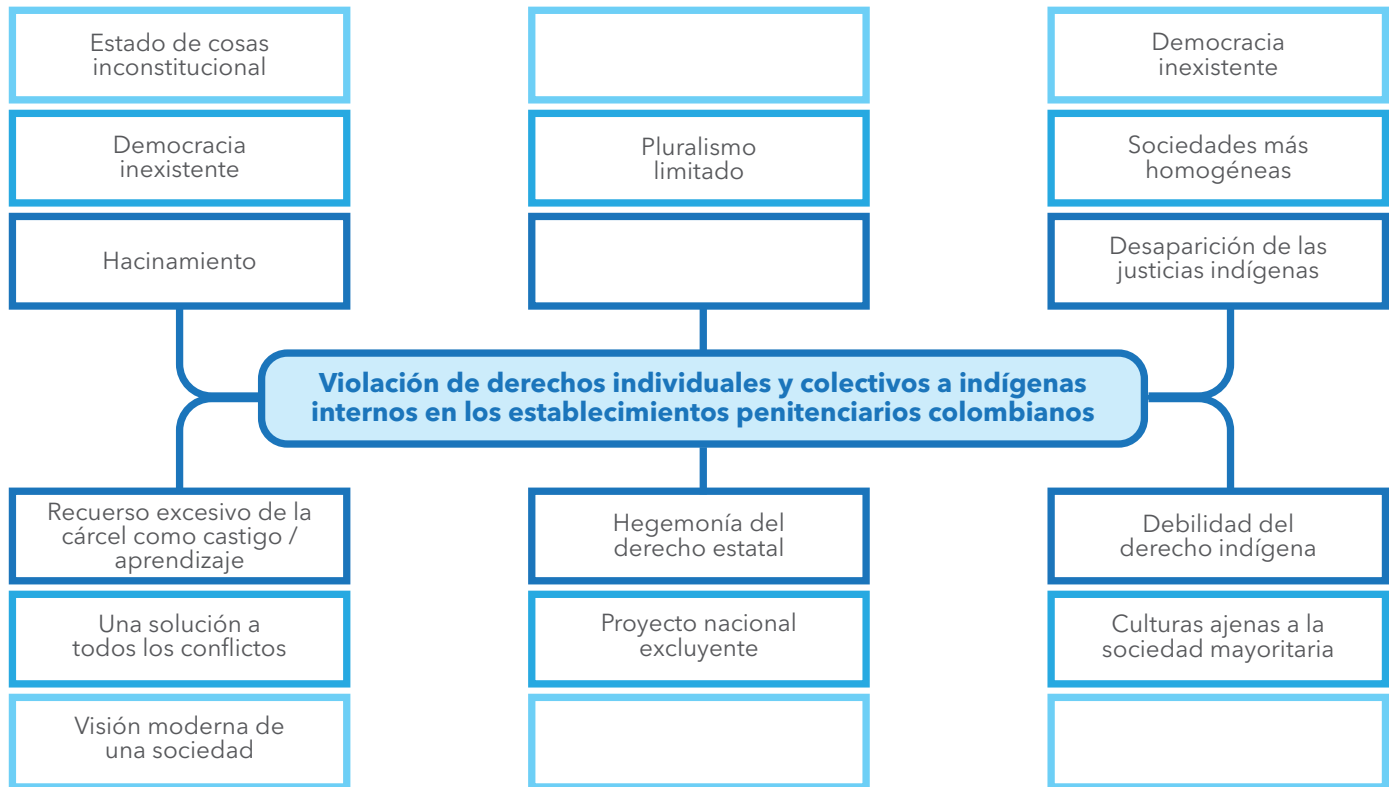 Estado de cosas
inconstitucional
Democracia
inexistente
Democracia
inexistente
Pluralismo
limitado
Sociedades más
homogéneas
Hacinamiento
Desaparición de las
justicias indígenas
Violación de derechos individuales y colectivos a indígenas
internos en los establecimientos penitenciarios colombianos
Recuerso excesivo de la
cárcel como castigo /
aprendizaje
Hegemonía del
derecho estatal
Debilidad del
derecho indígena
Una solución a
todos los conflictos
Proyecto nacional
excluyente
Culturas ajenas a la
sociedad mayoritaria
Visión moderna de
una sociedad